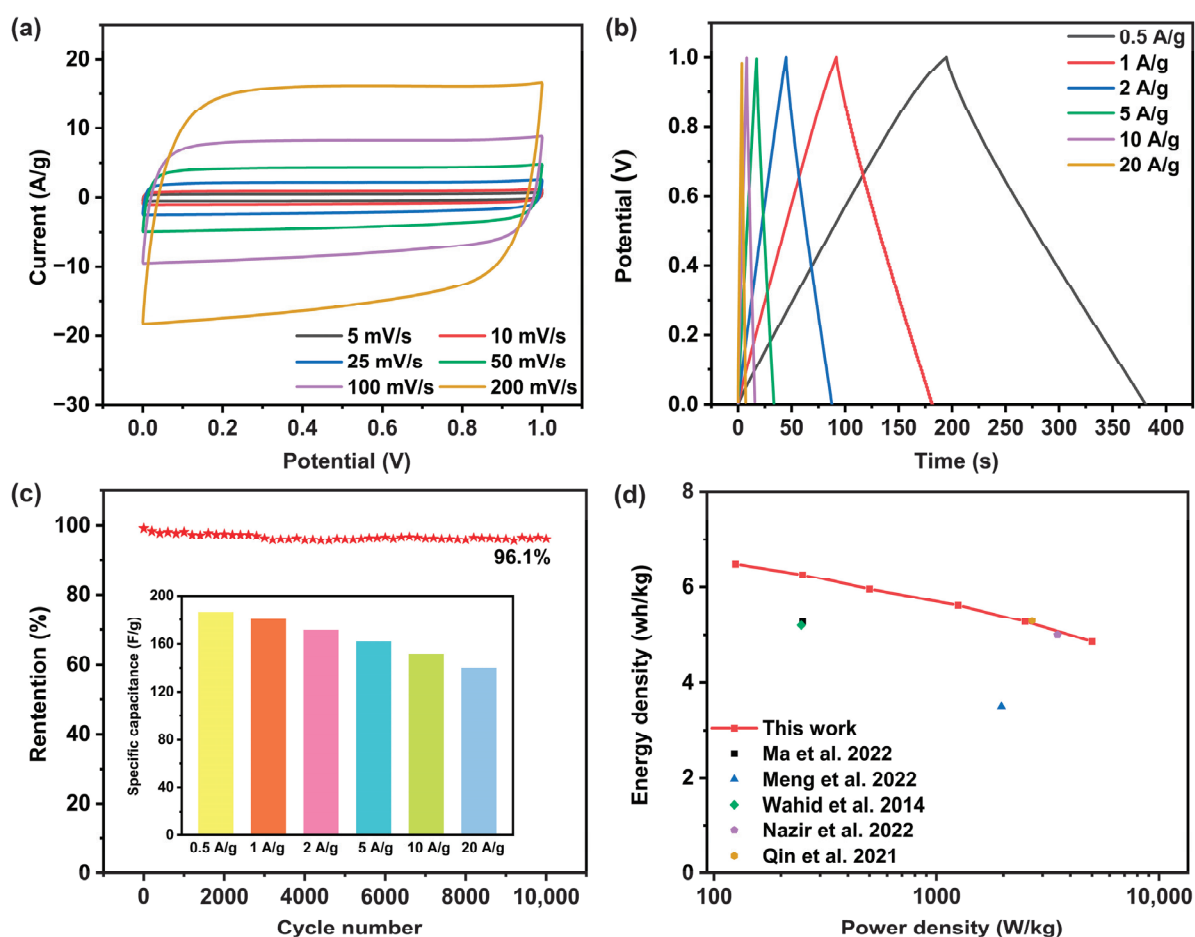 (a)
20
10
0
−10
−20
−30
Current (A/g)
5 mV/s
10 mV/s
25 mV/s
50 mV/s
100 mV/s
200 mV/s
0.0
0.2
0.4
0.6
0.8
1.0
Potential (V)
(b)
0.5 A/g
1 A/g
2 A/g
5 A/g
10 A/g
20 A/g
1.0
0.8
0.6
0.4
0.2
0.0
Potential (V)
0
50
100
150
200
250
300
350
400
Time (s)
(c)
100
80
60
40
20
0
Rentention (%)
96.1%
200
160
120
80
40
0
Specific capacitance (F/g)
0.5 A/g
1 A/g
2 A/g
5 A/g
10 A/g
20 A/g
0
2000
4000
6000
8000
10,000
Cycle number
(d)
8
6
4
2
0
Energy density (wh/kg)
This work
Ma et al. 2022
Meng et al. 2022
Wahid et al. 2014
Nazir et al. 2022
Qin et al. 2021
100
1000
10,000
Power density (W/kg)